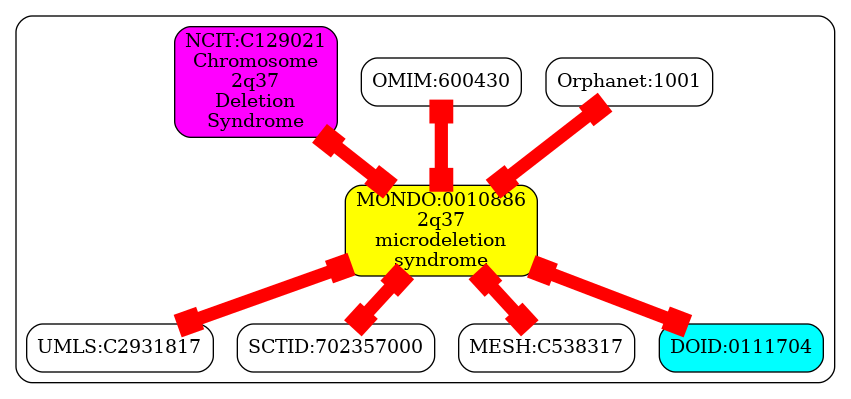 NCIT:C129021
Chromosome
2q37
Deletion
Syndrome
OMIM:600430
Orphanet:1001
MONDO:0010886
2q37
microdeletion
syndrome
UMLS:C2931817
SCTID:702357000
MESH:C538317
DOID:0111704